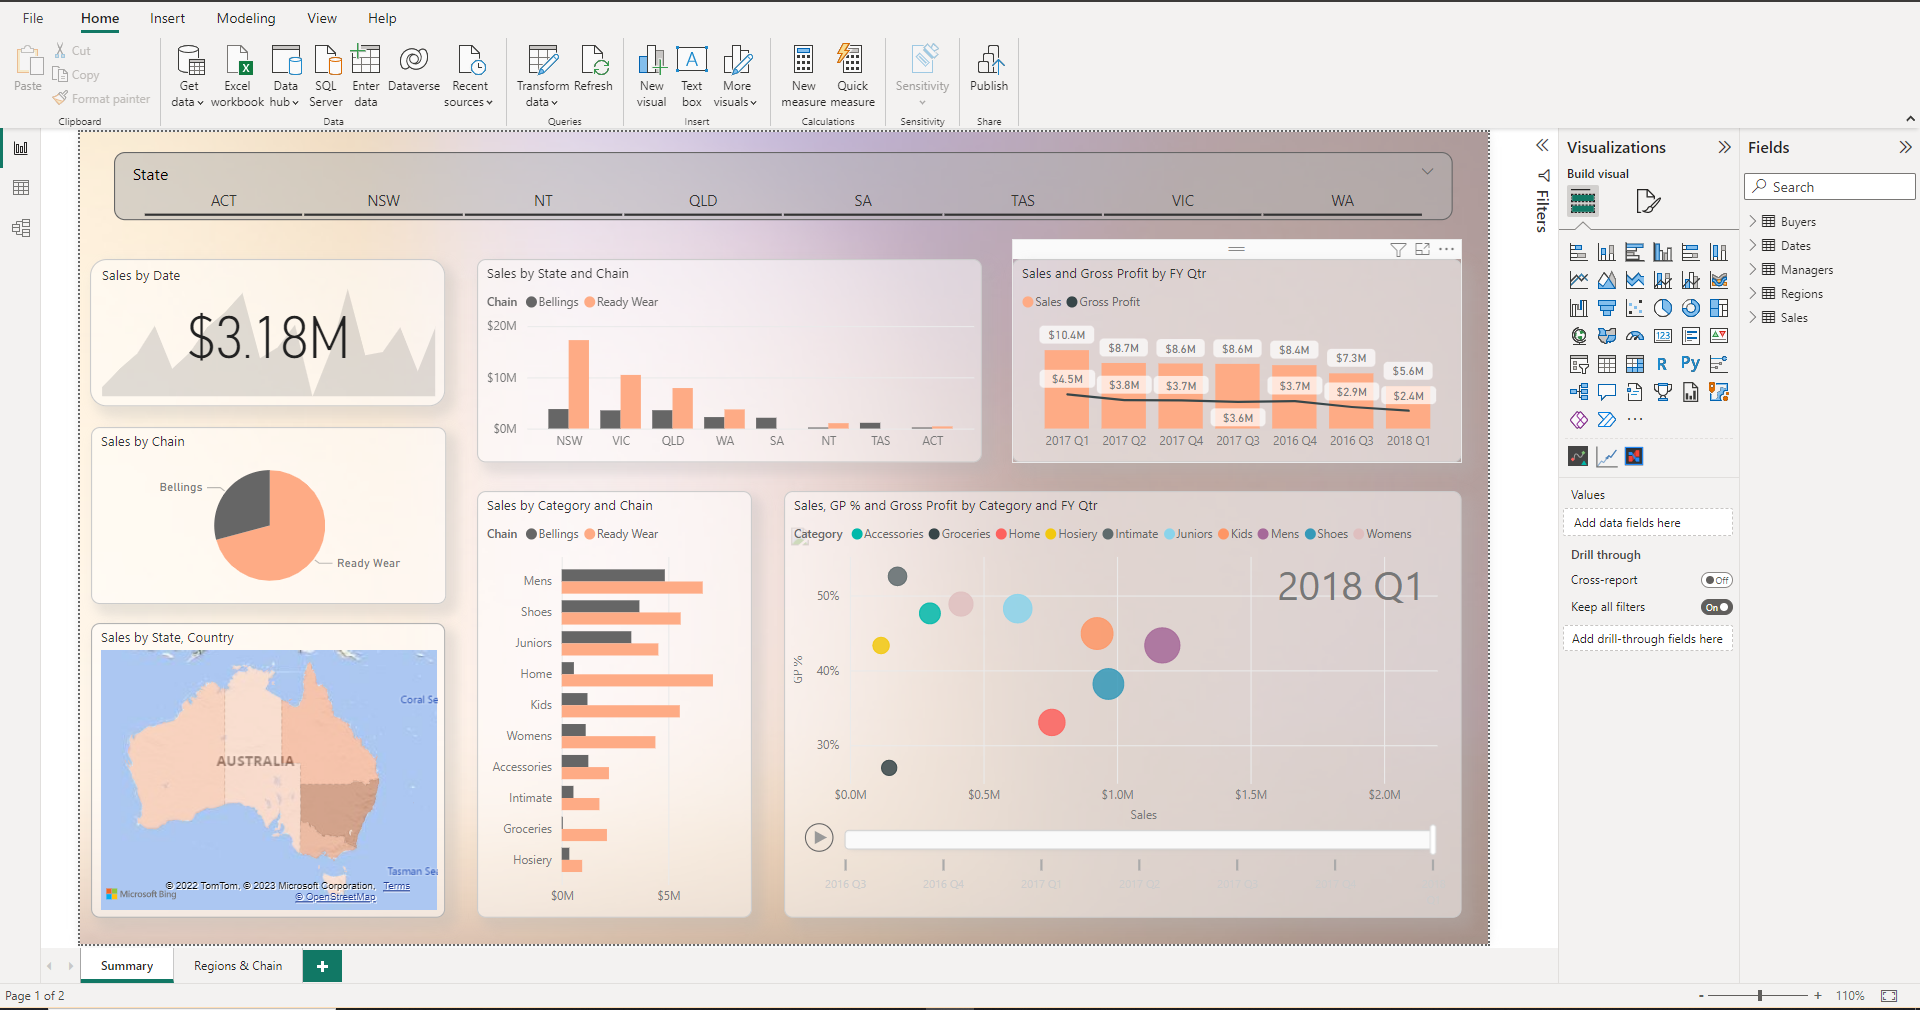 File Home Insert Modeling View Help
Paste
Cut
Copy
Format painter
Clipboard
Get data
Excel workbook
Data hub
SQL Server
Enter data
Dataverse
Recent sources
Data
Transform data
Refresh
Queries
New visual
Text box
More visuals
Insert
New measure
Quick measure
Calculations
Sensitivity
Sensitivity
Publish
Share
State
ACT NSW NT QLD SA TAS VIC WA
Sales by Date
$3.18M
Sales by Chain
Bellings
Ready Wear
Sales by State, Country
Coral Se
AUSTRALIA
Tasman Sea
© 2022 TomTom, © 2023 Microsoft Corporation, Terms
Microsoft Bing
© OpenStreetMap
Sales by State and Chain
Chain Bellings Ready Wear
$20M
$10M
$0M
NSW VIC QLD WA SA NT TAS ACT
Sales and Gross Profit by FY Qtr
Sales Gross Profit
$10.4M $8.7M $8.6M $8.6M $8.4M $7.3M $5.6M
$4.5M $3.8M $3.7M $3.6M $3.7M $2.9M $2.4M
2017 Q1 2017 Q2 2017 Q4 2017 Q3 2016 Q4 2016 Q3 2018 Q1
Sales by Category and Chain
Chain Bellings Ready Wear
Mens
Shoes
Juniors
Home
Kids
Womens
Accessories
Intimate
Groceries
Hosiery
$0M $5M
Sales, GP % and Gross Profit by Category and FY Qtr
Category Accessories Groceries Home Hosiery Intimate Juniors Kids Mens Shoes Womens
2018 Q1
50%
40%
30%
GP %
$0.0M $0.5M $1.0M $1.5M $2.0M
Sales
2016 Q3 2016 Q4 2017 Q1 2017 Q2 2017 Q3
Filters
Visualizations
Build visual
123
R
Py
Values
Add data fields here
Drill through
Cross-report Off
Keep all filters On
Add drill-through fields here
Fields
Search
Buyers
Dates
Managers
Regions
Sales
Summary Regions & Chain +
Page 1 of 2
- + 110%